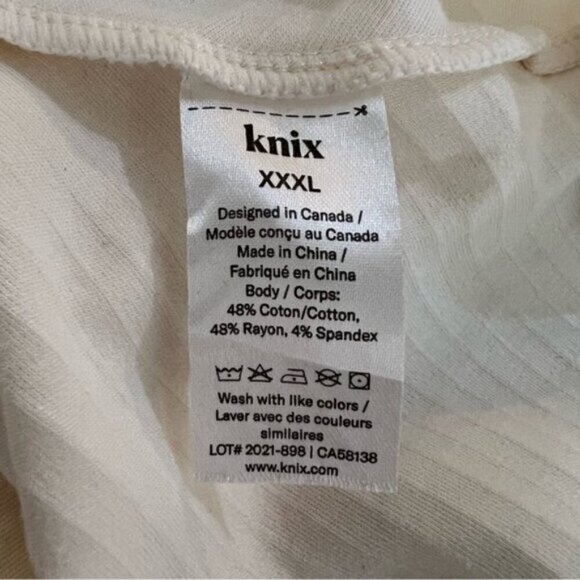 knix
XXXL
Designed in Canada /
Modèle conçu au Canada
Made in China /
Fabriqué en China
Body / Corps:
48% Coton/Cotton,
48% Rayon, 4% Spandex
Wash with like colors /
Laver avec des couleurs
similaires
LOT# 2021-898 | CA58138
www.knix.com